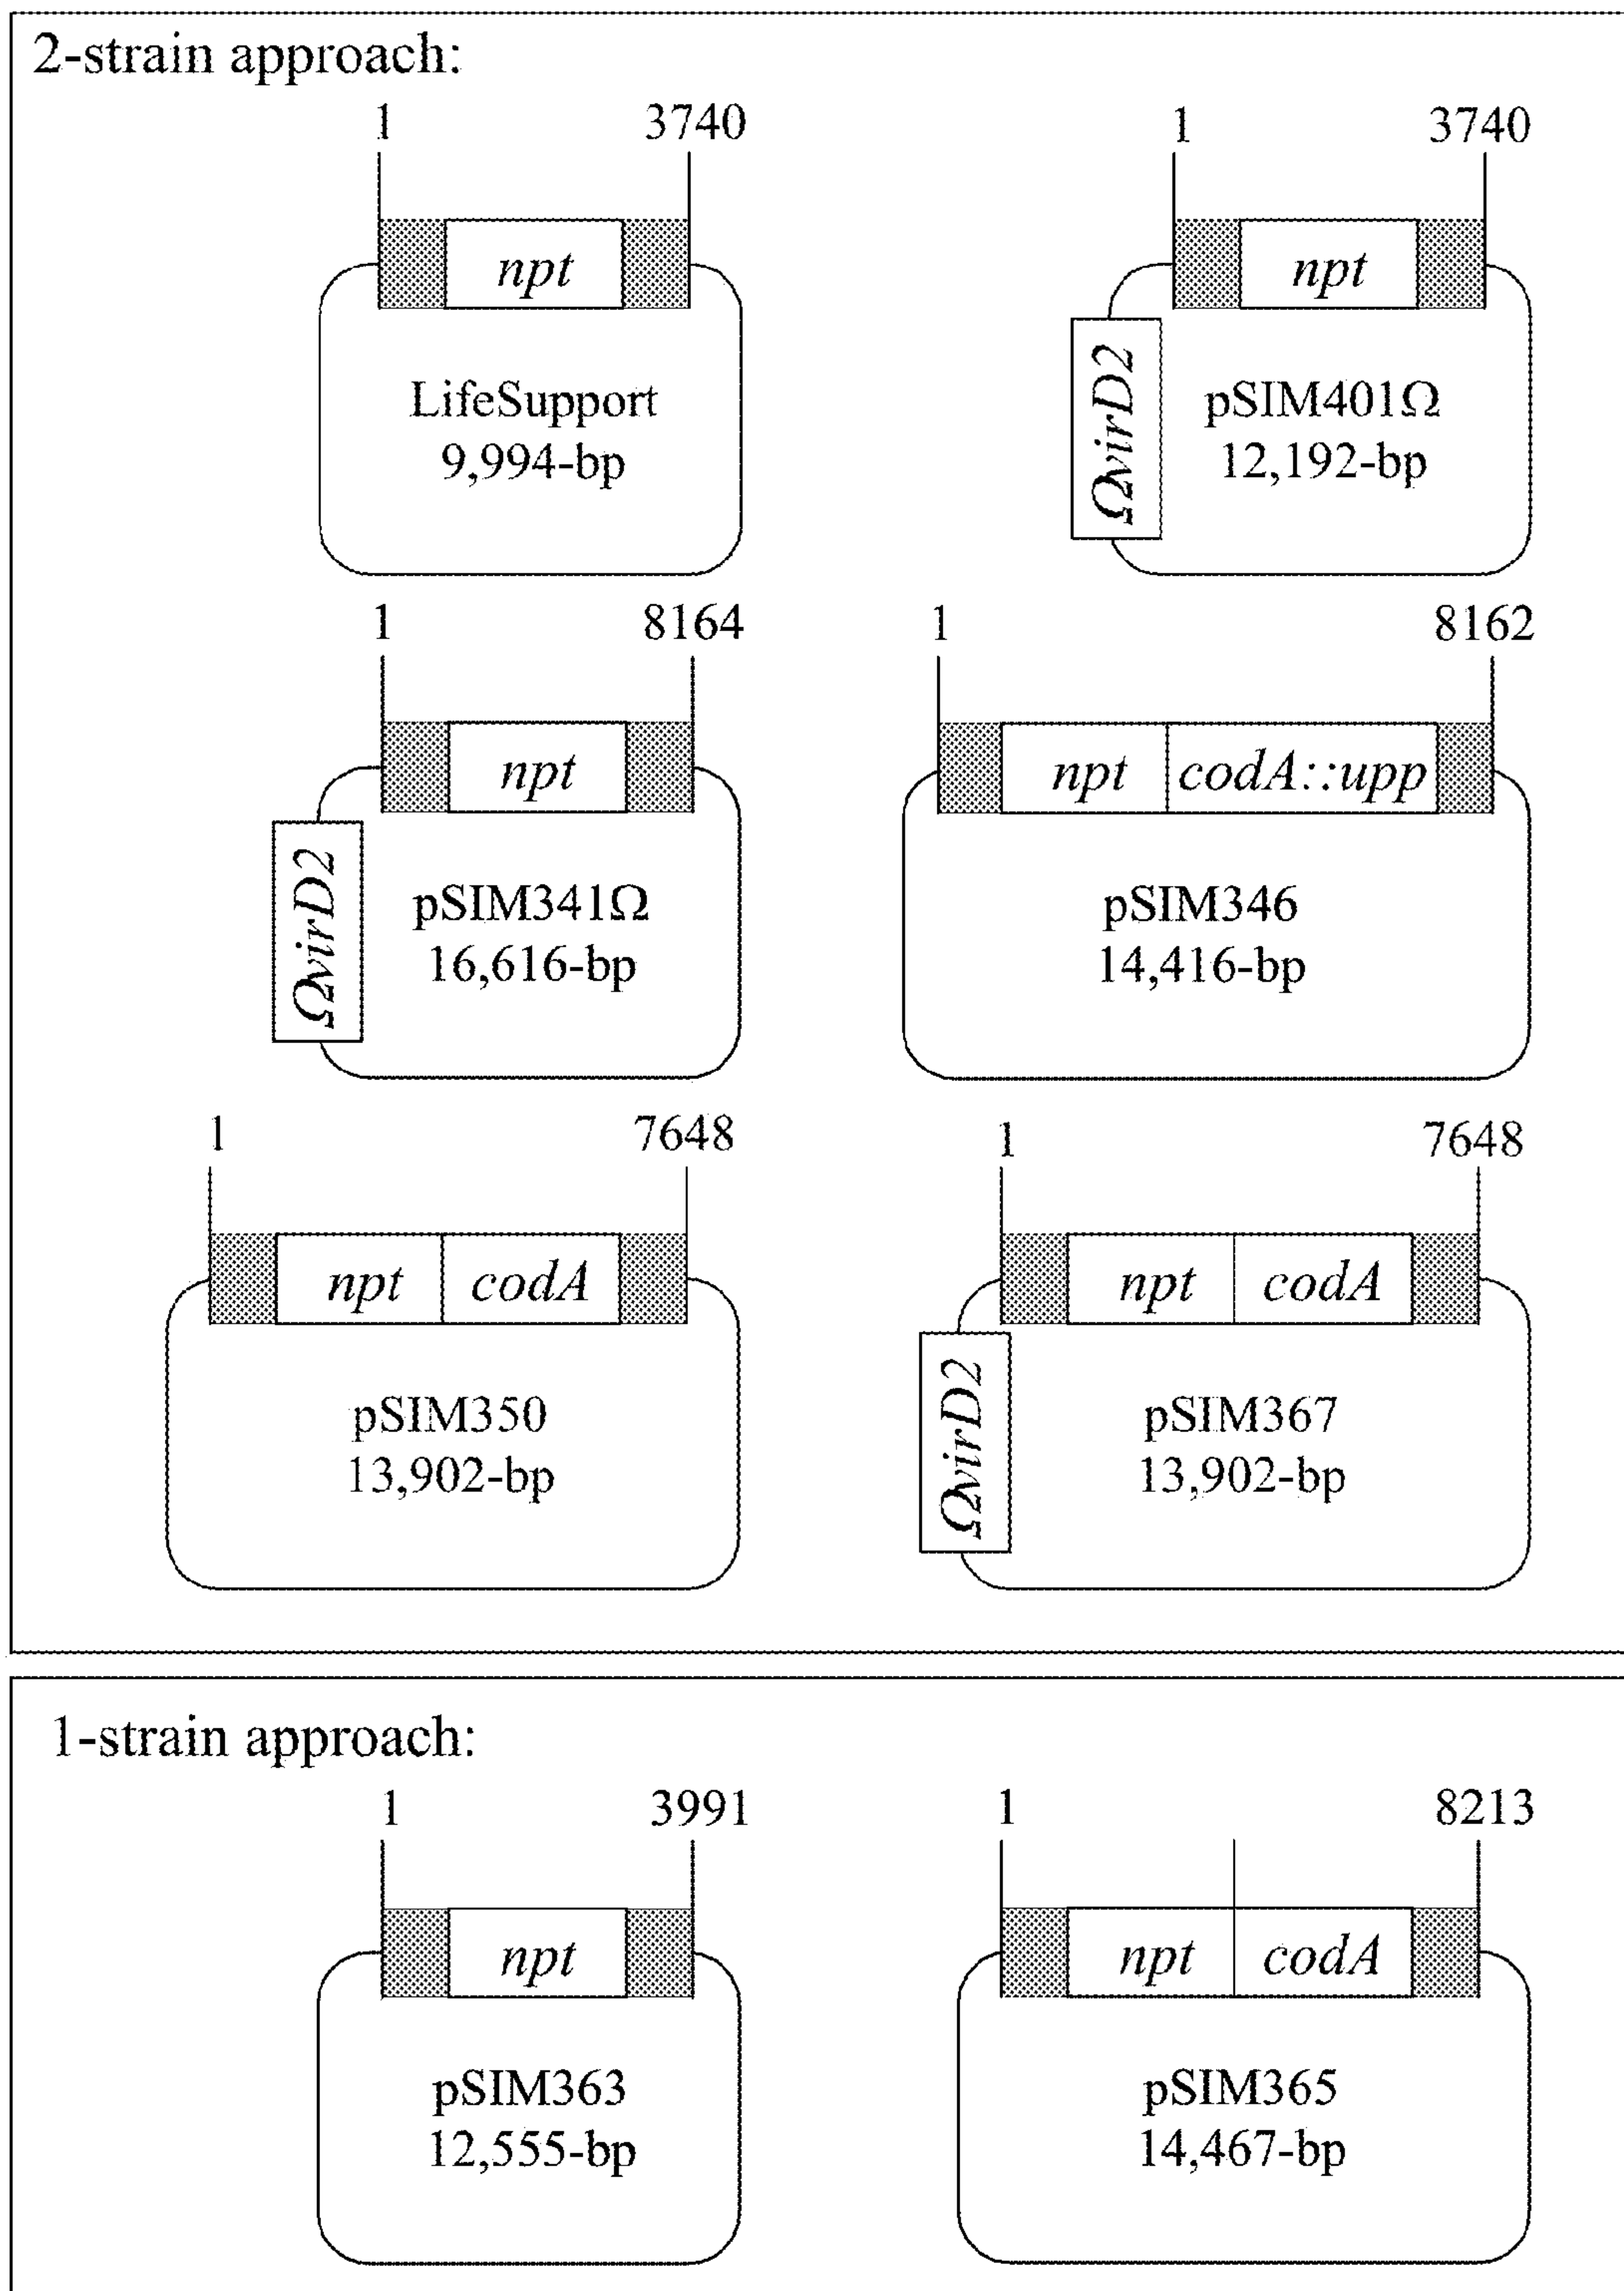 2-strain approach:
1 3740
npt
LifeSupport
9,994-bp
1 3740
npt
ΩvirD2
pSIM401Ω
12,192-bp
1 8164
npt
ΩvirD2
pSIM341Ω
16,616-bp
1 8162
npt codA::upp
pSIM346
14,416-bp
1 7648
npt codA
pSIM350
13,902-bp
1 7648
npt codA
ΩvirD2
pSIM367
13,902-bp
1-strain approach:
1 3991
npt
pSIM363
12,555-bp
1 8213
npt codA
pSIM365
14,467-bp